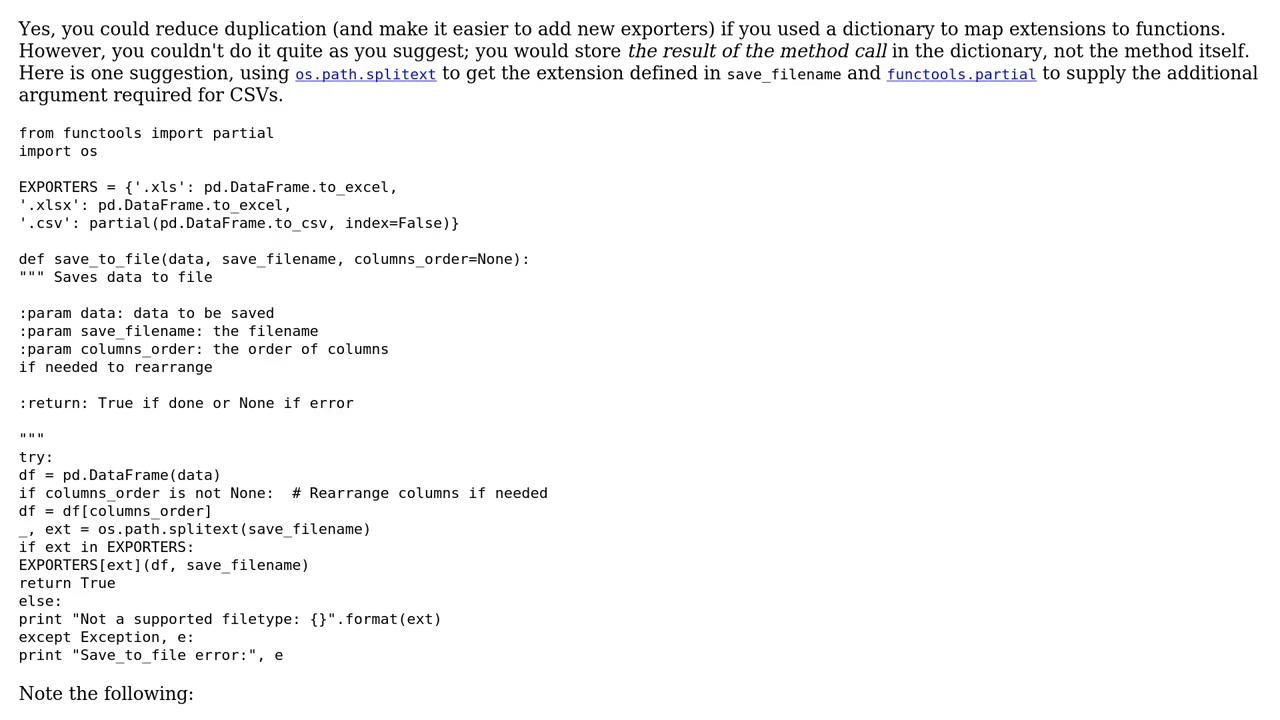 Yes, you could reduce duplication (and make it easier to add new exporters) if you used a dictionary to map extensions to functions.
However, you couldn't do it quite as you suggest; you would store the result of the method call in the dictionary, not the method itself.
Here is one suggestion, using os.path.splitext to get the extension defined in save_filename and functools.partial to supply the additional
argument required for CSVs.
from functools import partial
import os
EXPORTERS = {'.xls': pd.DataFrame.to_excel,
'.xlsx': pd.DataFrame.to_excel,
'.csv': partial(pd.DataFrame.to_csv, index=False)}
def save_to_file(data, save_filename, columns_order=None):
""" Saves data to file
:param data: data to be saved
:param save_filename: the filename
:param columns_order: the order of columns
if needed to rearrange
:return: True if done or None if error
"""
try:
df = pd.DataFrame(data)
if columns_order is not None:  # Rearrange columns if needed
df = df[columns_order]
_, ext = os.path.splitext(save_filename)
if ext in EXPORTERS:
EXPORTERS[ext](df, save_filename)
return True
else:
print "Not a supported filetype: {}".format(ext)
except Exception, e:
print "Save_to_file error:", e
Note the following: